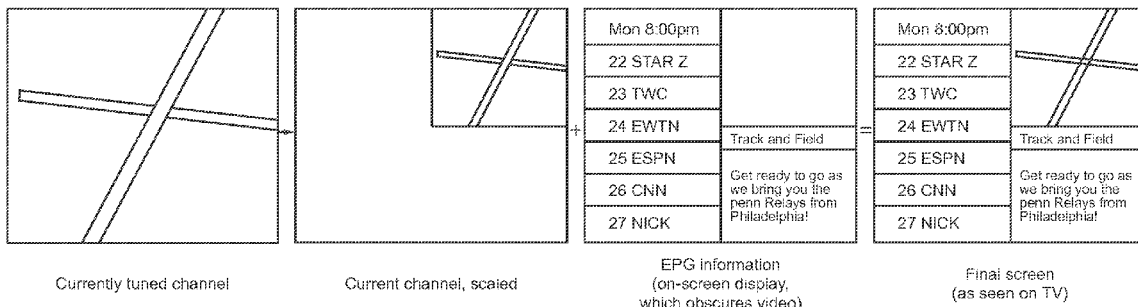 Mon 8:00pm
22 STAR Z
23 TWC
24 EWTN
25 ESPN
26 CNN
27 NICK
Track and Field
Get ready to go as
we bring you the
penn Relays from
Philadelphia!
Mon 8:00pm
22 STAR Z
23 TWC
24 EWTN
25 ESPN
26 CNN
27 NICK
Track and Field
Get ready to go as
we bring you the
penn Relays from
Philadelphia!
+
=
Currently tuned channel
Current channel, scaled
EPG information
(on-screen display,
which obscures video)
Final screen
(as seen on TV)